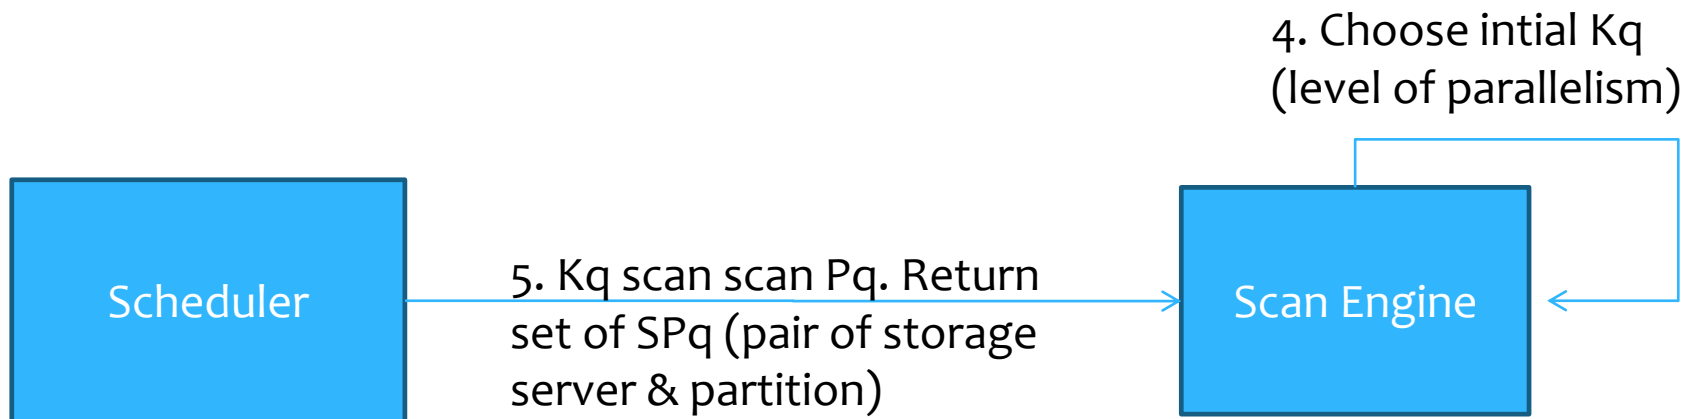 4. Choose intial Kq
(level of parallelism)
Scheduler
5. Kq scan scan Pq. Return
set of SPq (pair of storage
server & partition)
Scan Engine